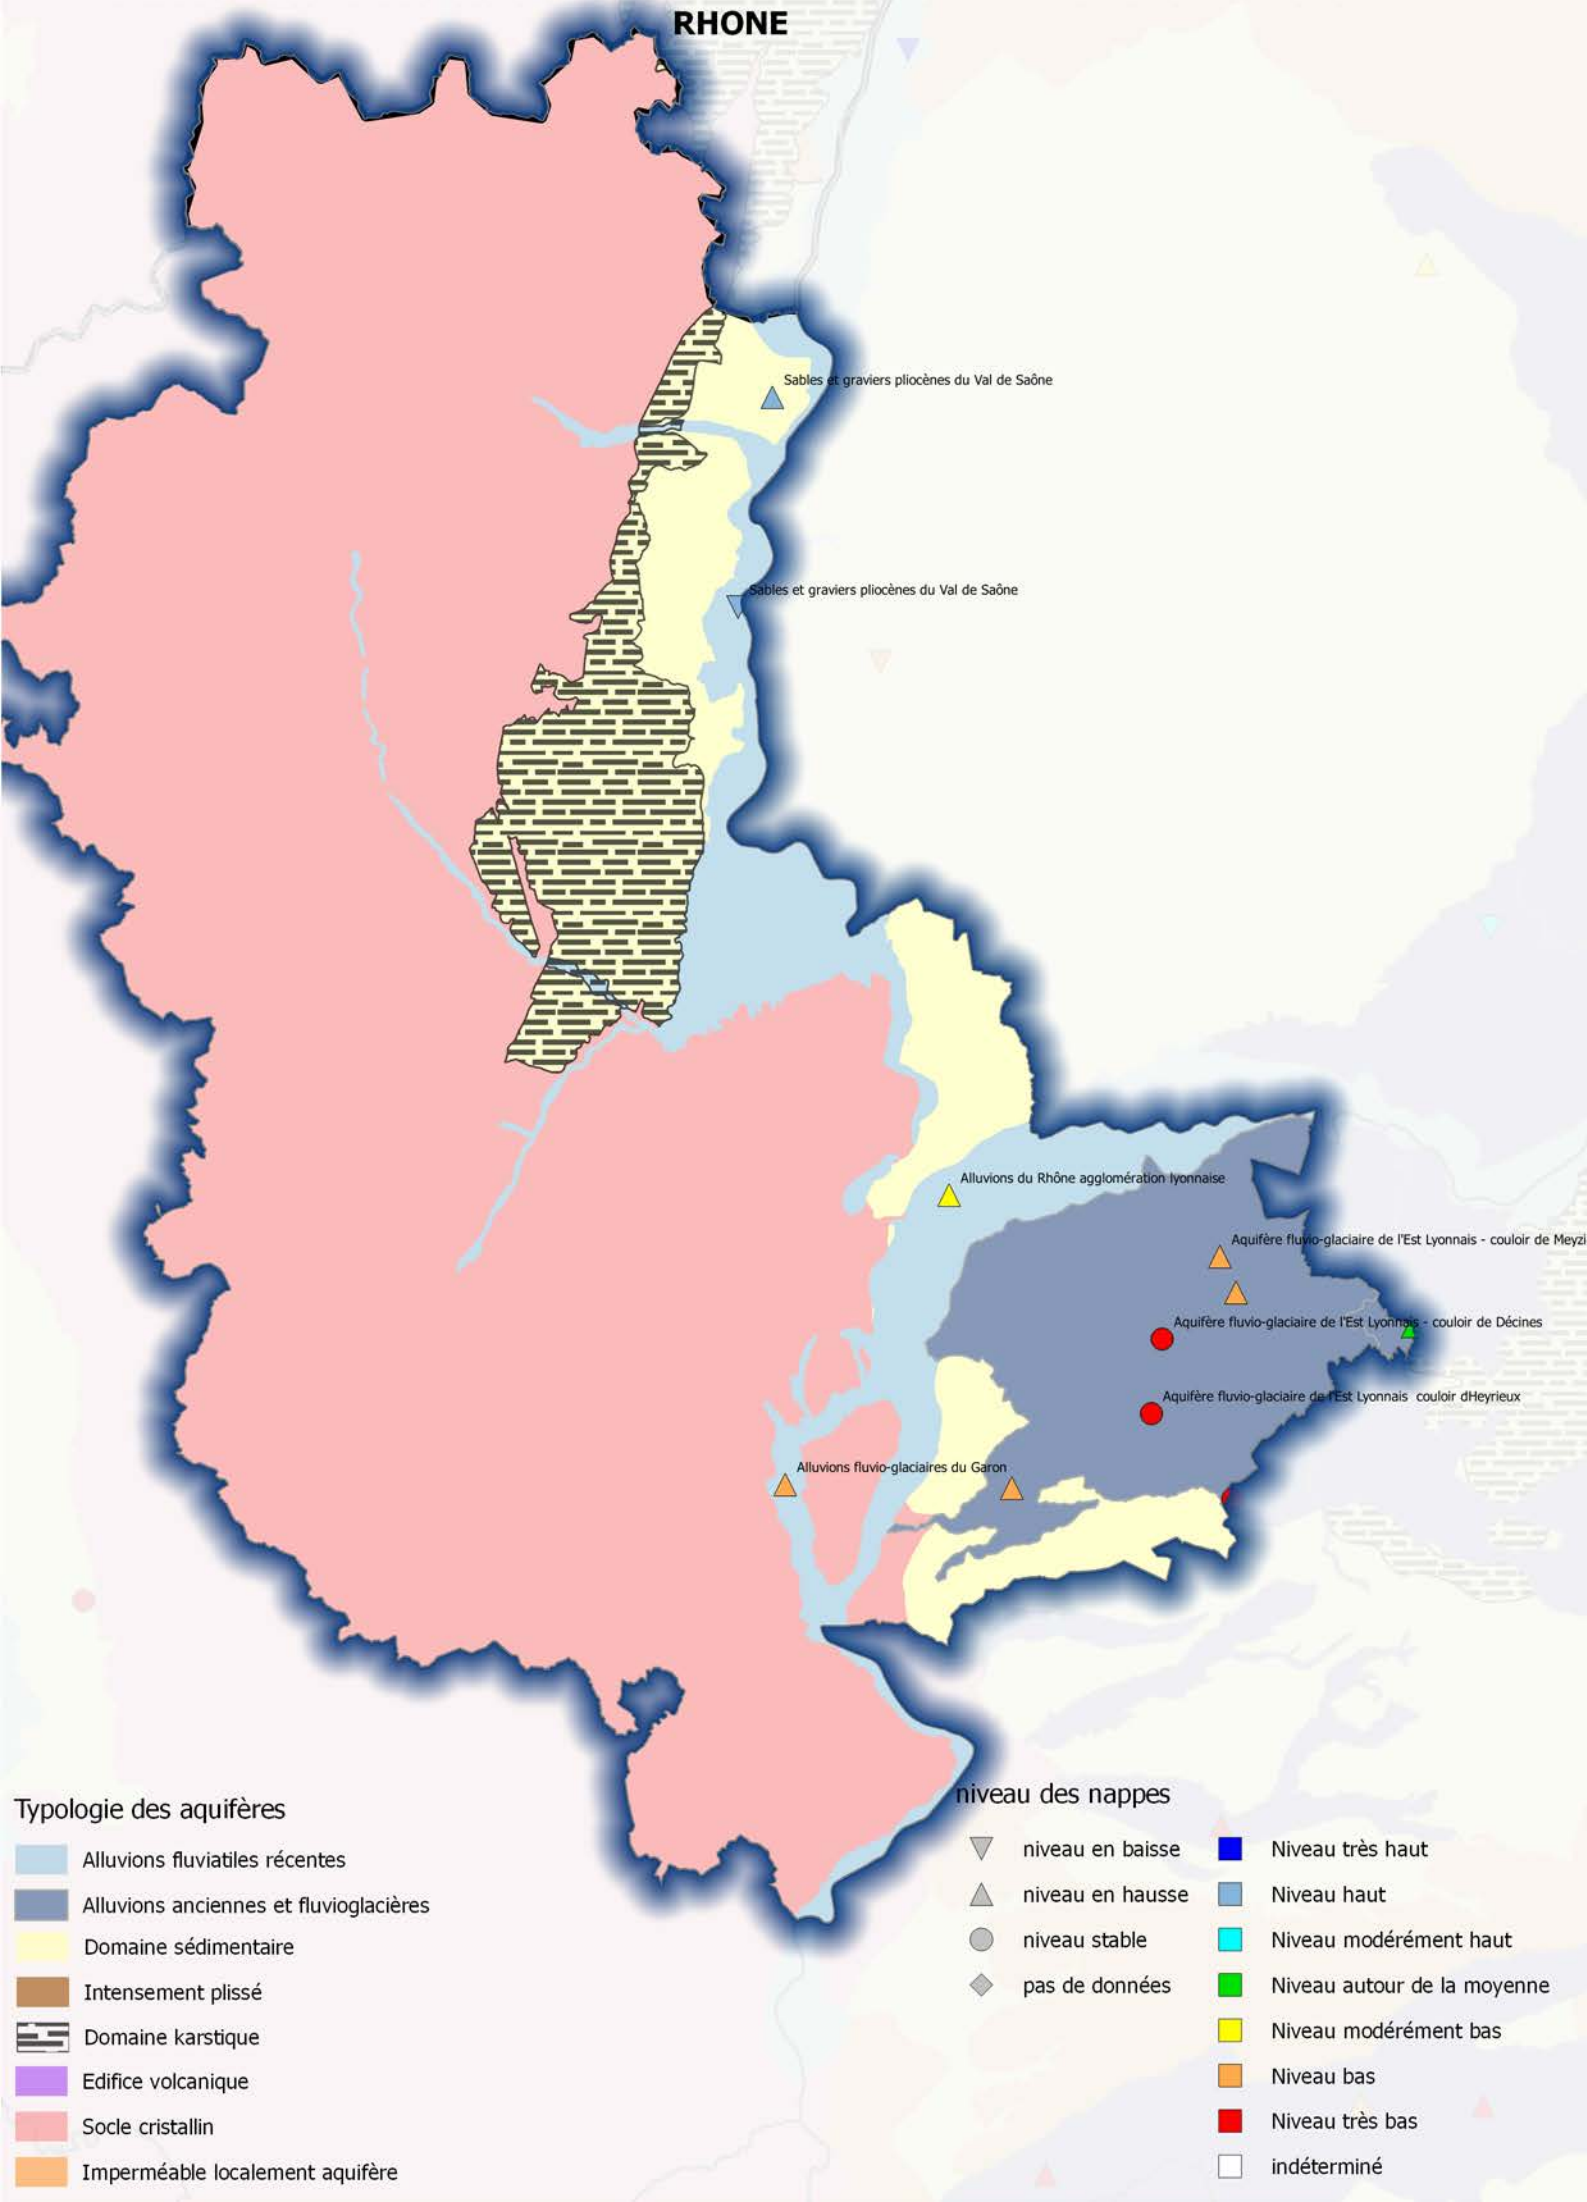 RHONE
Sables et graviers pliocènes du Val de Saône
Sables et graviers pliocènes du Val de Saône
Alluvions du Rhône agglomération lyonnaise
Aquifère fluvio-glaciaire de l'Est Lyonnais - couloir de Meyzi
Aquifère fluvio-glaciaire de l'Est Lyonnais - couloir de Décines
Aquifère fluvio-glaciaire de l'Est Lyonnais couloir dHeyrieux
Alluvions fluvio-glaciaires du Garon
Typologie des aquifères
Alluvions fluviatiles récentes
Alluvions anciennes et fluvioglacières
Domaine sédimentaire
Intensement plissé
Domaine karstique
Edifice volcanique
Socle cristallin
Imperméable localement aquifère
niveau des nappes
niveau en baisse
niveau en hausse
niveau stable
pas de données
Niveau très haut
Niveau haut
Niveau modérément haut
Niveau autour de la moyenne
Niveau modérément bas
Niveau bas
Niveau très bas
indéterminé